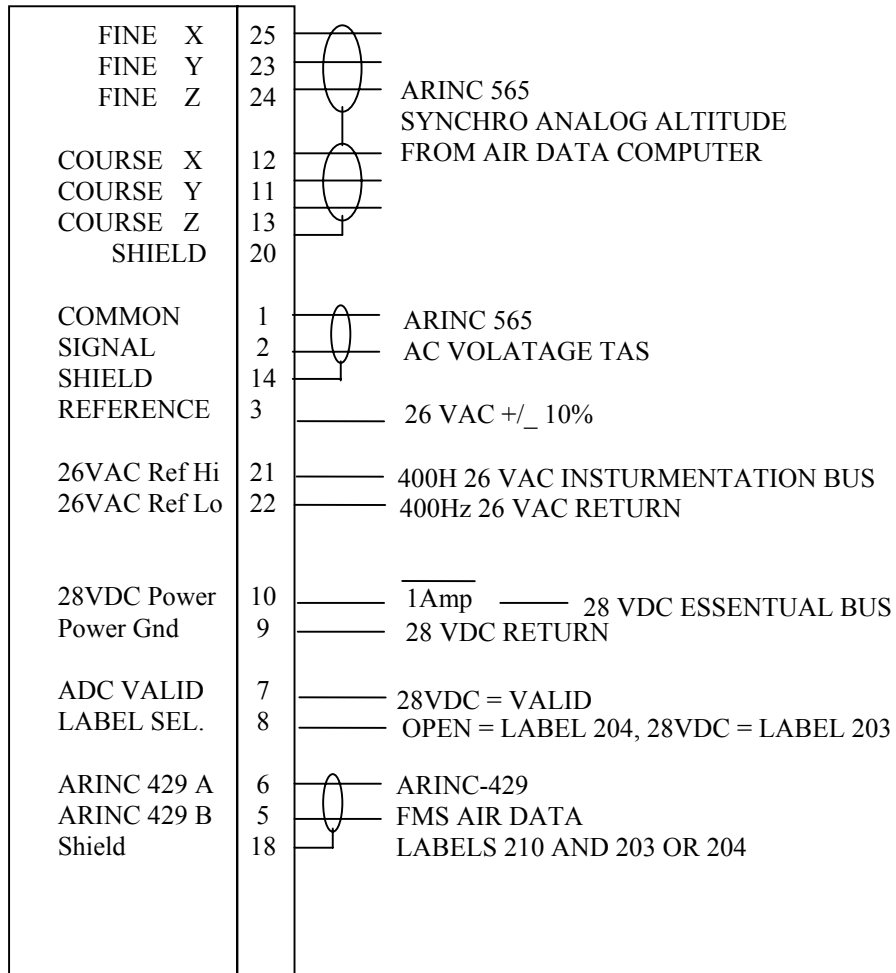 FINE X 25
FINE Y 23
FINE Z 24
ARINC 565
SYNCHRO ANALOG ALTITUDE
FROM AIR DATA COMPUTER
COURSE X 12
COURSE Y 11
COURSE Z 13
SHIELD 20
COMMON 1
SIGNAL 2
SHIELD 14
ARINC 565
AC VOLATAGE TAS
REFERENCE 3 26 VAC +/_ 10%
26VAC Ref Hi 21 400H 26 VAC INSTURMENTATION BUS
26VAC Ref Lo 22 400Hz 26 VAC RETURN
28VDC Power 10 1Amp 28 VDC ESSENTUAL BUS
Power Gnd 9 28 VDC RETURN
ADC VALID 7 28VDC = VALID
LABEL SEL. 8 OPEN = LABEL 204, 28VDC = LABEL 203
ARINC 429 A 6 ARINC-429
ARINC 429 B 5 FMS AIR DATA
Shield 18 LABELS 210 AND 203 OR 204